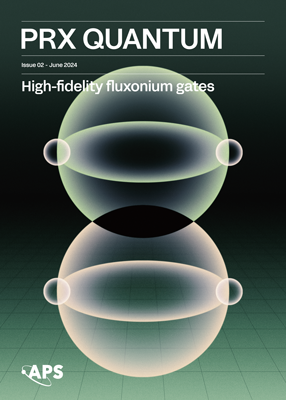 PRX QUANTUM
Issue 02 - June 2024
High-fidelity fluxonium gates
APS